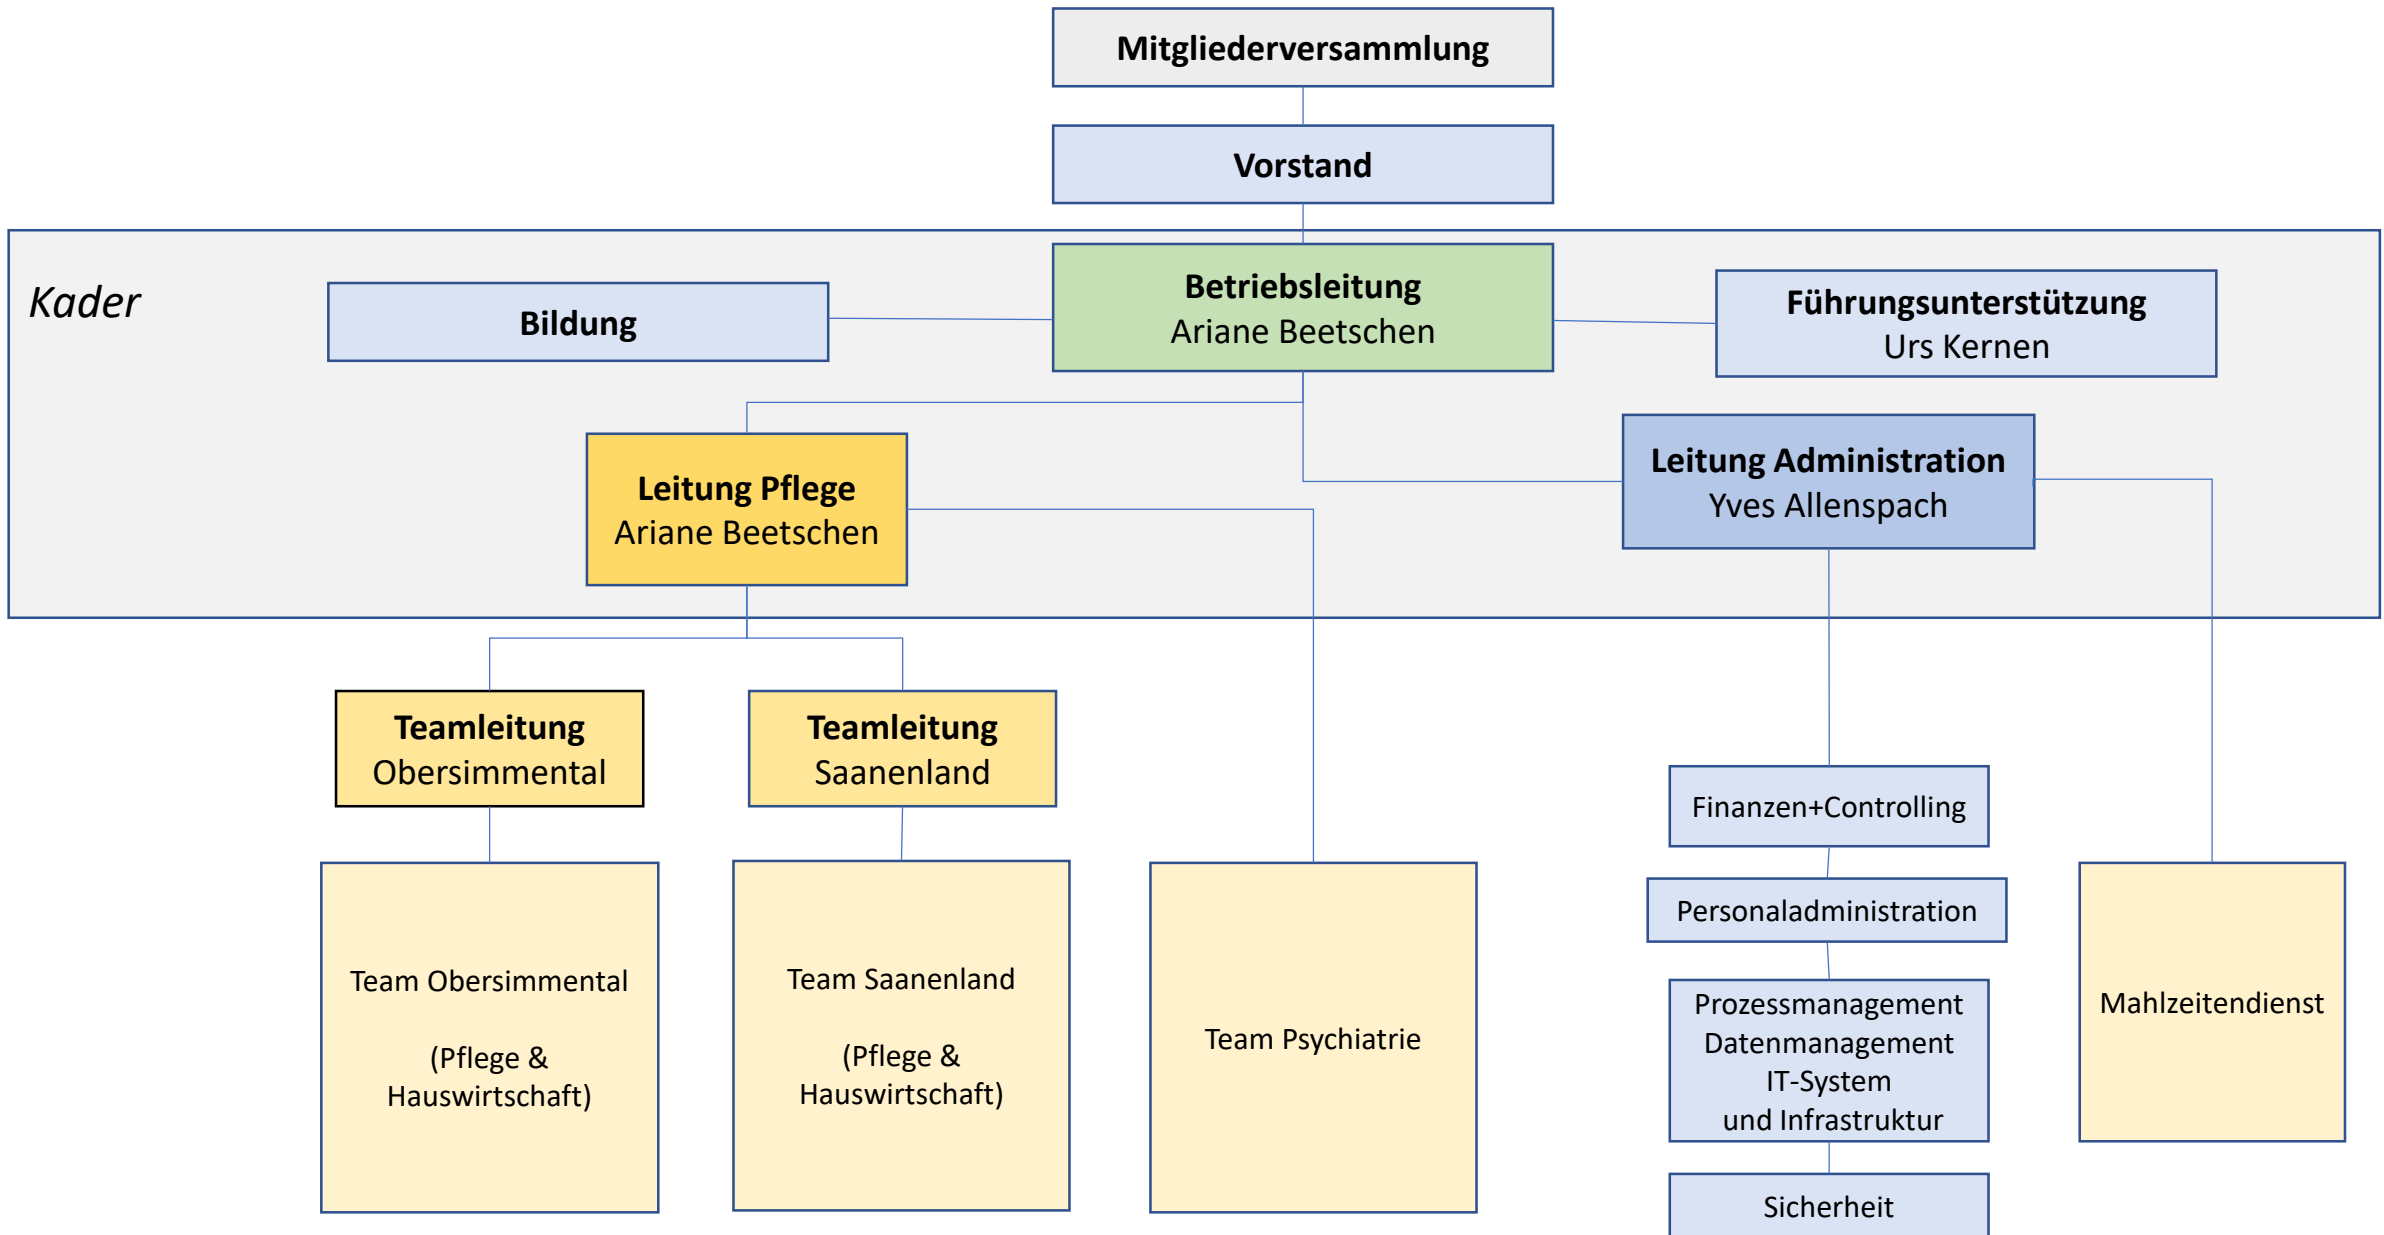 Mitgliederversammlung
Vorstand
Kader
Bildung
Betriebsleitung
Ariane Beetschen
Führungsunterstützung
Urs Kernen
Leitung Pflege
Ariane Beetschen
Leitung Administration
Yves Allenspach
Teamleitung
Obersimmental
Teamleitung
Saanenland
Team Obersimmental
(Pflege &
Hauswirtschaft)
Team Saanenland
(Pflege &
Hauswirtschaft)
Team Psychiatrie
Finanzen+Controlling
Personaladministration
Prozessmanagement
Datenmanagement
IT-System
und Infrastruktur
Sicherheit
Mahlzeitendienst